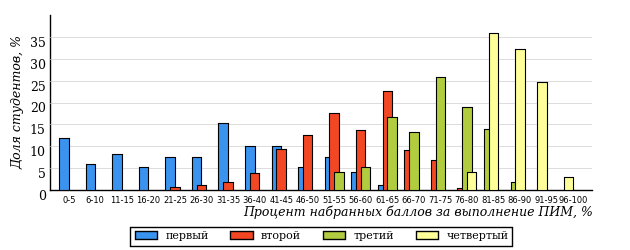 Доля студентов, %
35
30
25
20
15
10
5
0
0-5 6-10 11-15 16-20 21-25 26-30 31-35 36-40 41-45 46-50 51-55 56-60 61-65 66-70 71-75 76-80 81-85 86-90 91-95 96-100
Процент набранных баллов за выполнение ПИМ, %
первый второй третий четвертый